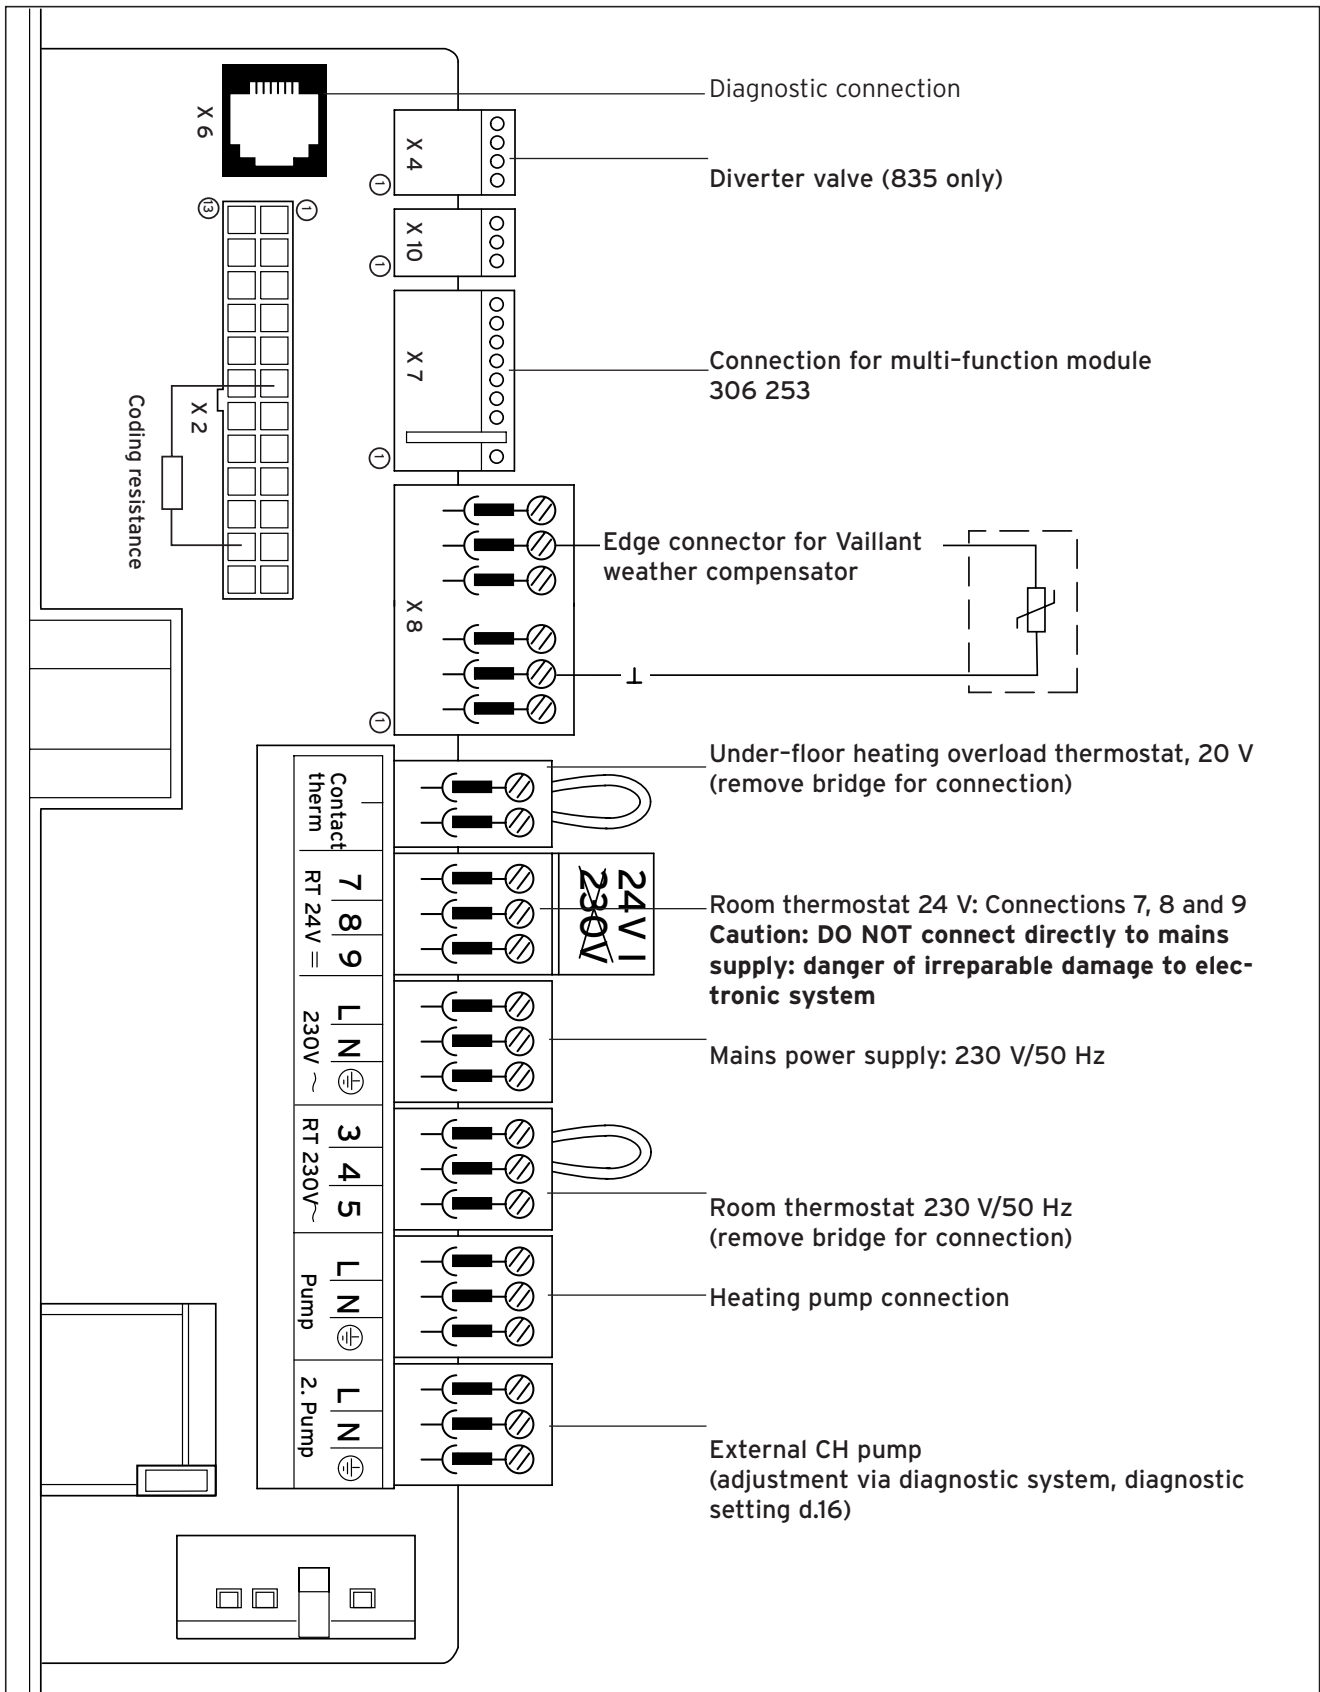 X 6
Diagnostic connection
X 4
1
Diverter valve (835 only)
13
1
X 10
1
X 7
1
Connection for multi-function module
306 253
X 2
Coding resistance
Edge connector for Vaillant
weather compensator
X 8
1
Under-floor heating overload thermostat, 20 V
(remove bridge for connection)
Contact
therm
7 8 9
RT 24V =
24V !
230V
Room thermostat 24 V: Connections 7, 8 and 9
Caution: DO NOT connect directly to mains
supply: danger of irreparable damage to elec-
tronic system
L N
230V ~
Mains power supply: 230 V/50 Hz
3 4 5
RT 230V~
Room thermostat 230 V/50 Hz
(remove bridge for connection)
L N
Pump
Heating pump connection
L N
2. Pump
External CH pump
(adjustment via diagnostic system, diagnostic
setting d.16)